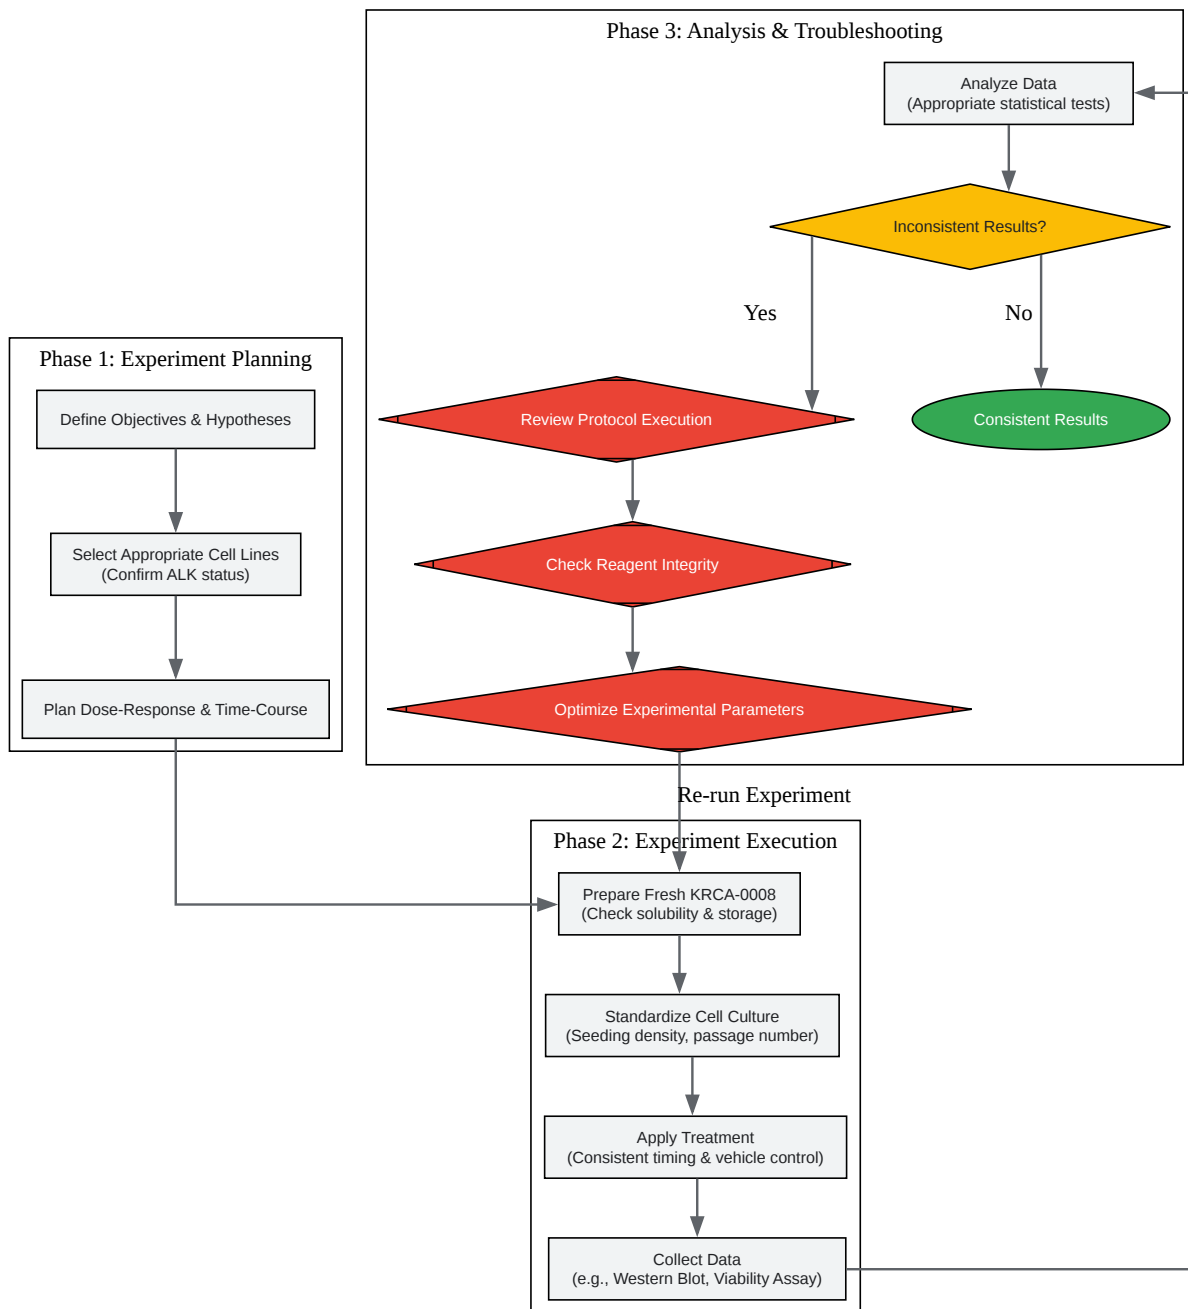 Phase 3: Analysis & Troubleshooting
Analyze Data
(Appropriate statistical tests)
Inconsistent Results?
Yes
No
Review Protocol Execution
Consistent Results
Check Reagent Integrity
Optimize Experimental Parameters
Phase 1: Experiment Planning
Define Objectives & Hypotheses
Select Appropriate Cell Lines
(Confirm ALK status)
Plan Dose-Response & Time-Course
Re-run Experiment
Phase 2: Experiment Execution
Prepare Fresh KRCA-0008
(Check solubility & storage)
Standardize Cell Culture
(Seeding density, passage number)
Apply Treatment
(Consistent timing & vehicle control)
Collect Data
(e.g., Western Blot, Viability Assay)